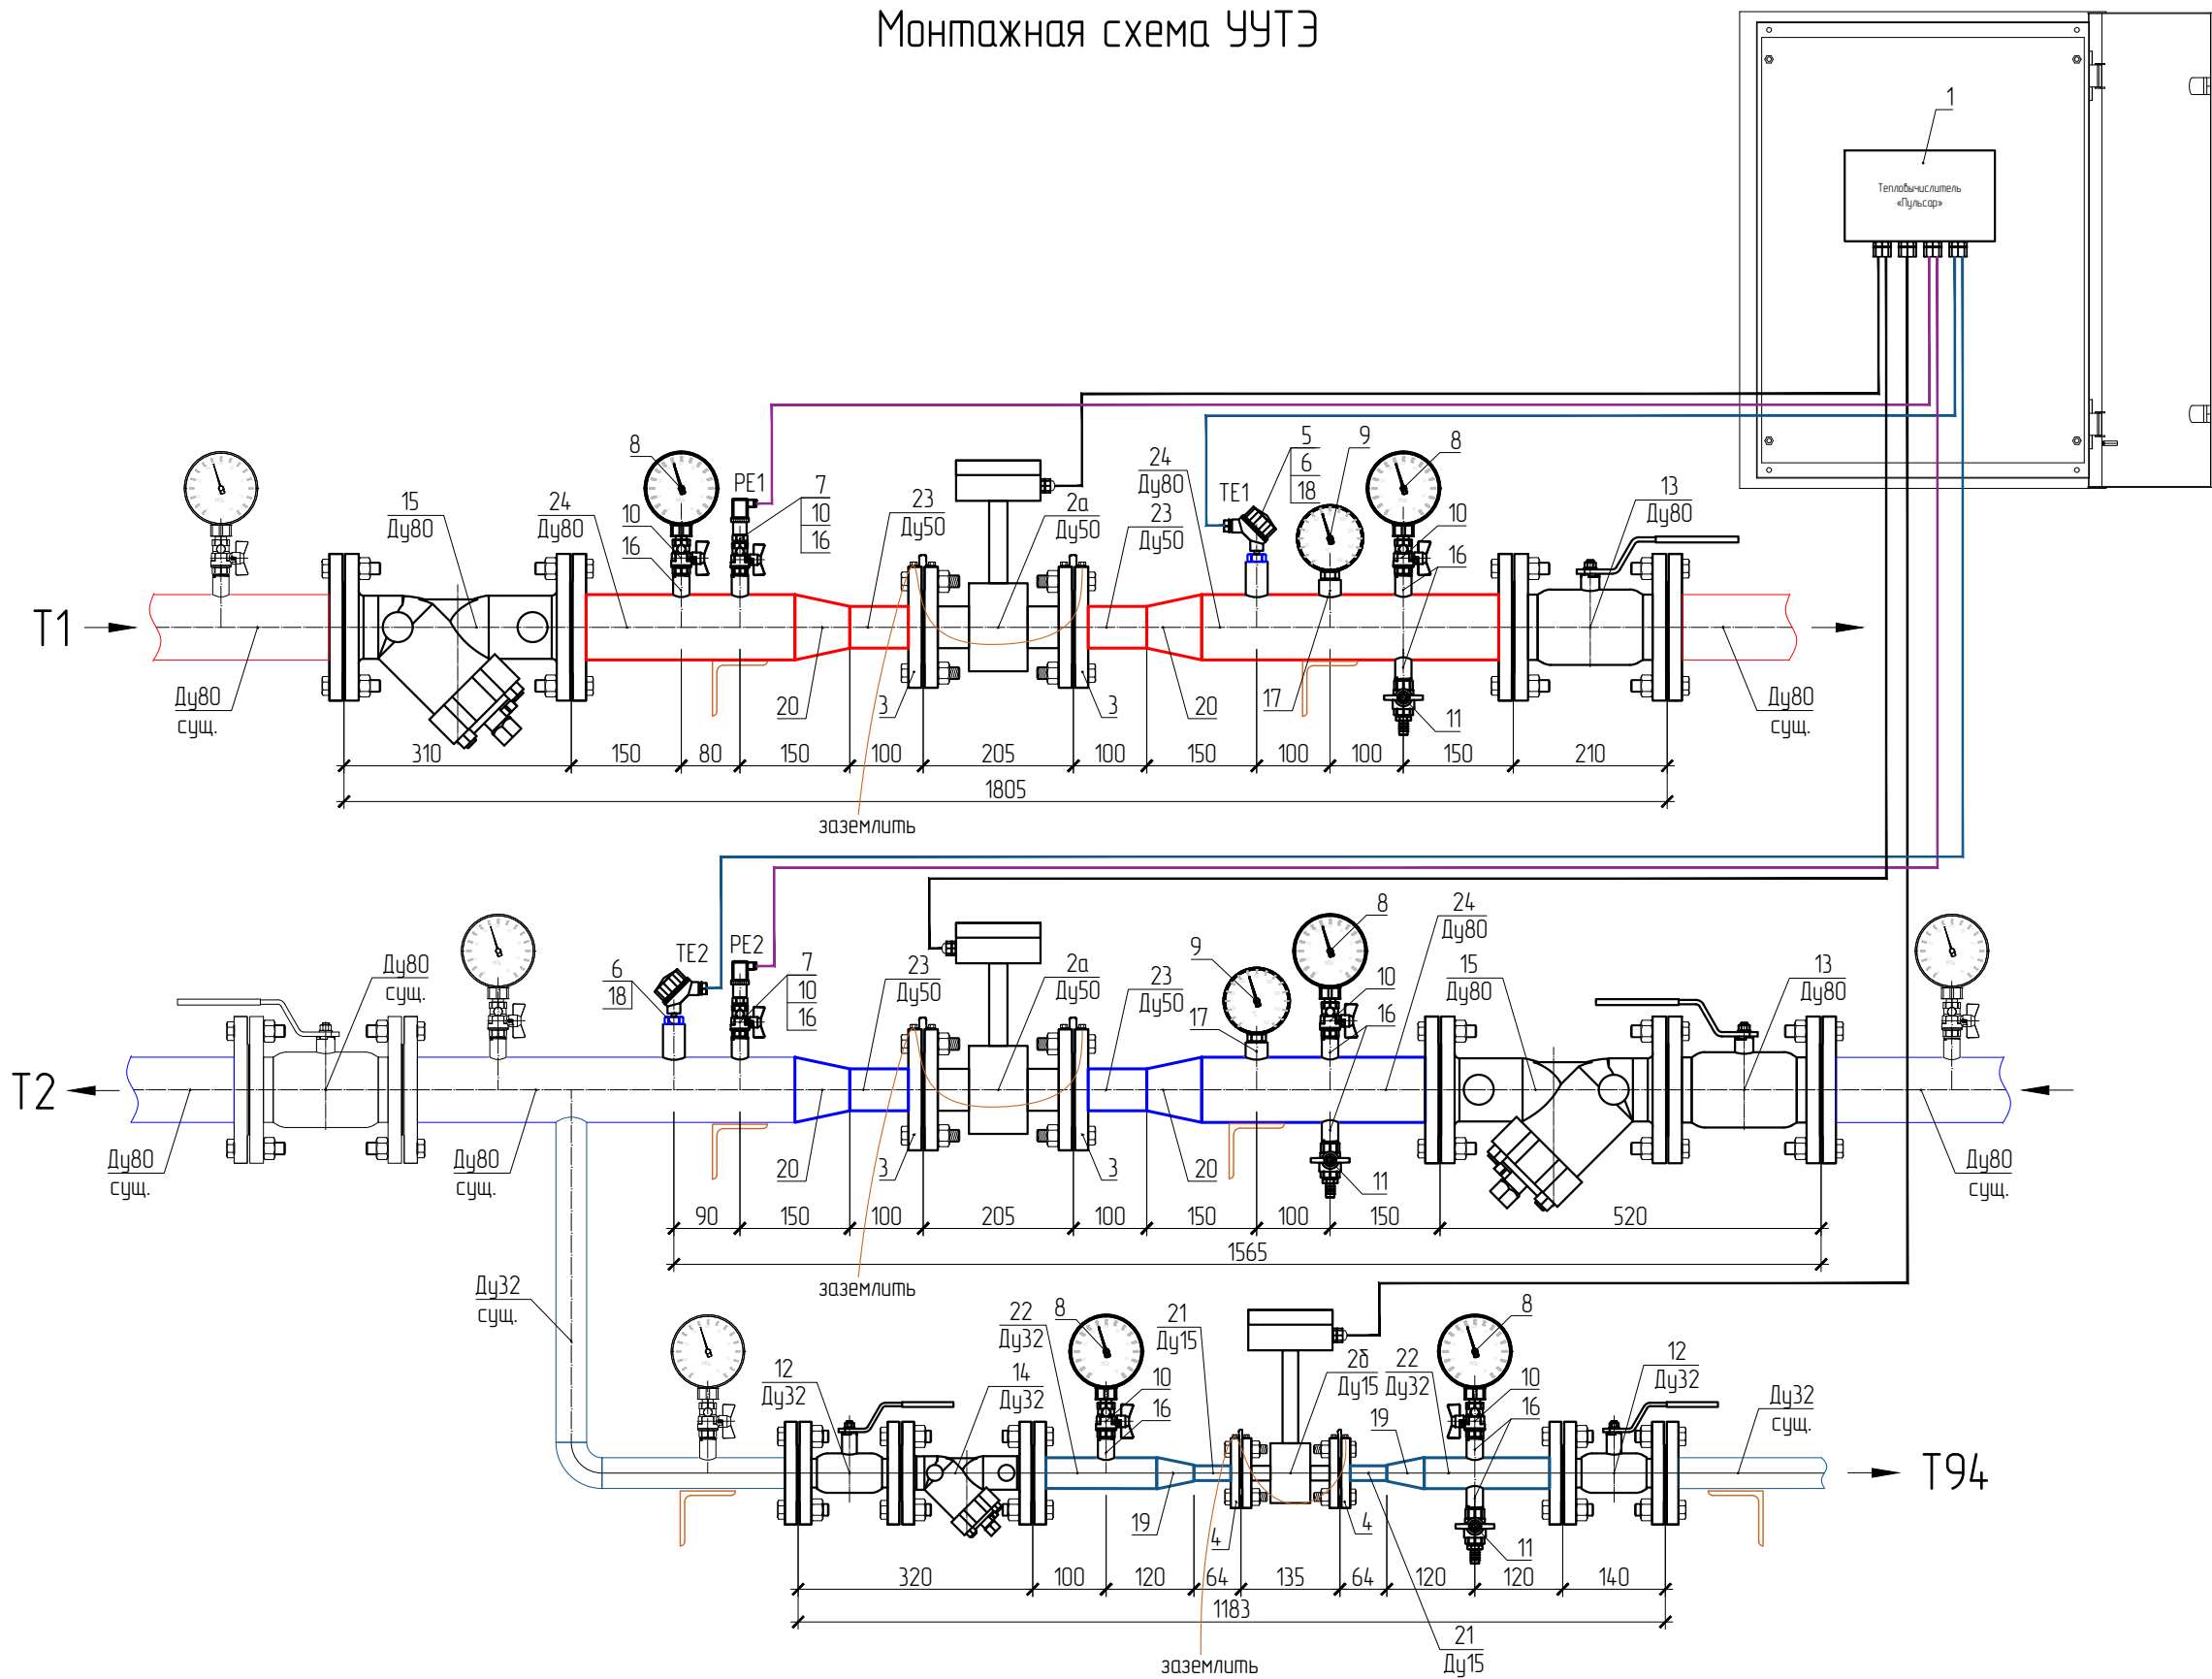 Монтажная схема УУТЭ
1
Тепловычислитель
«Пульсар»
8
PE1
7
10
16
15
Ду80
24
Ду80
10
16
23
Ду50
2а
Ду50
23
Ду50
24
Ду80
TE1
5
6
18
9
8
10
16
13
Ду80
T1
Ду80
сущ.
20
3
3
20
17
11
Ду80
сущ.
310
150
80
150
100
205
100
150
100
100
150
210
1805
заземлить
Ду80
сущ.
6
18
TE2
PE2
7
10
16
23
Ду50
2а
Ду50
23
Ду50
9
17
8
10
16
24
Ду80
15
Ду80
13
Ду80
T2
Ду80
сущ.
Ду80
сущ.
20
3
3
20
11
Ду80
сущ.
90
150
100
205
100
150
100
150
520
1565
заземлить
Ду32
сущ.
12
Ду32
14
Ду32
22
Ду32
8
10
16
21
Ду15
2б
Ду15
22
Ду32
19
8
10
16
12
Ду32
Ду32
сущ.
T94
19
4
4
11
320
100
120
64
135
64
120
120
140
1183
21
Ду15
заземлить